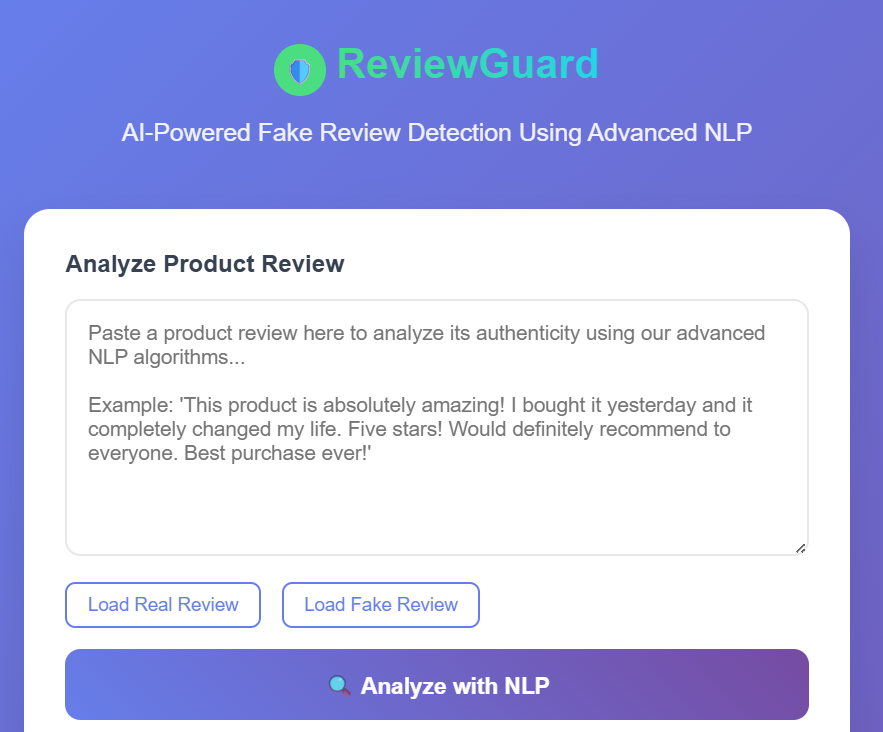 ReviewGuard
AI-Powered Fake Review Detection Using Advanced NLP
Analyze Product Review
Paste a product review here to analyze its authenticity using our advanced
NLP algorithms...
Example: 'This product is absolutely amazing! I bought it yesterday and it
completely changed my life. Five stars! Would definitely recommend to
everyone. Best purchase ever!'
Load Real Review
Load Fake Review
Analyze with NLP